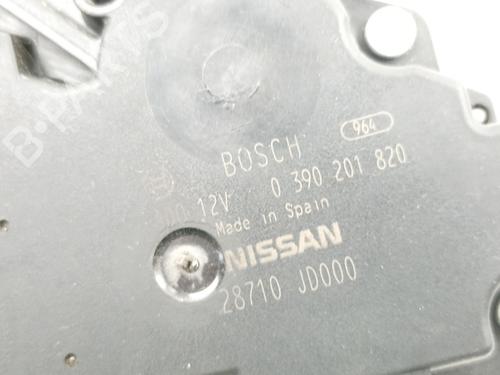 B-PARTS
964
BOSCH
12V 0 390 201 820
Made in Spain
NISSAN
28710 JD000